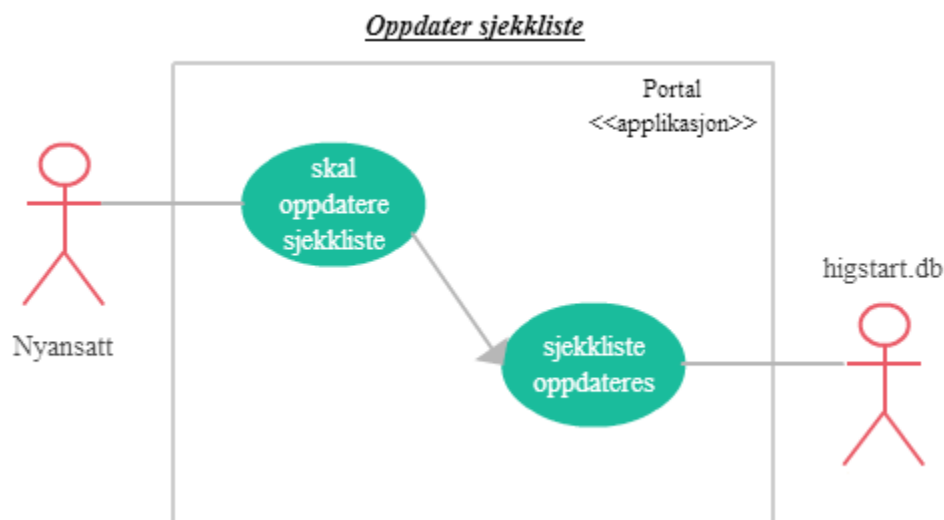 Oppdater sjekkliste
Portal
<<applikasjon>>
skal
oppdatere
sjekkliste
Nyansatt
higstart.db
sjekkliste
oppdateres